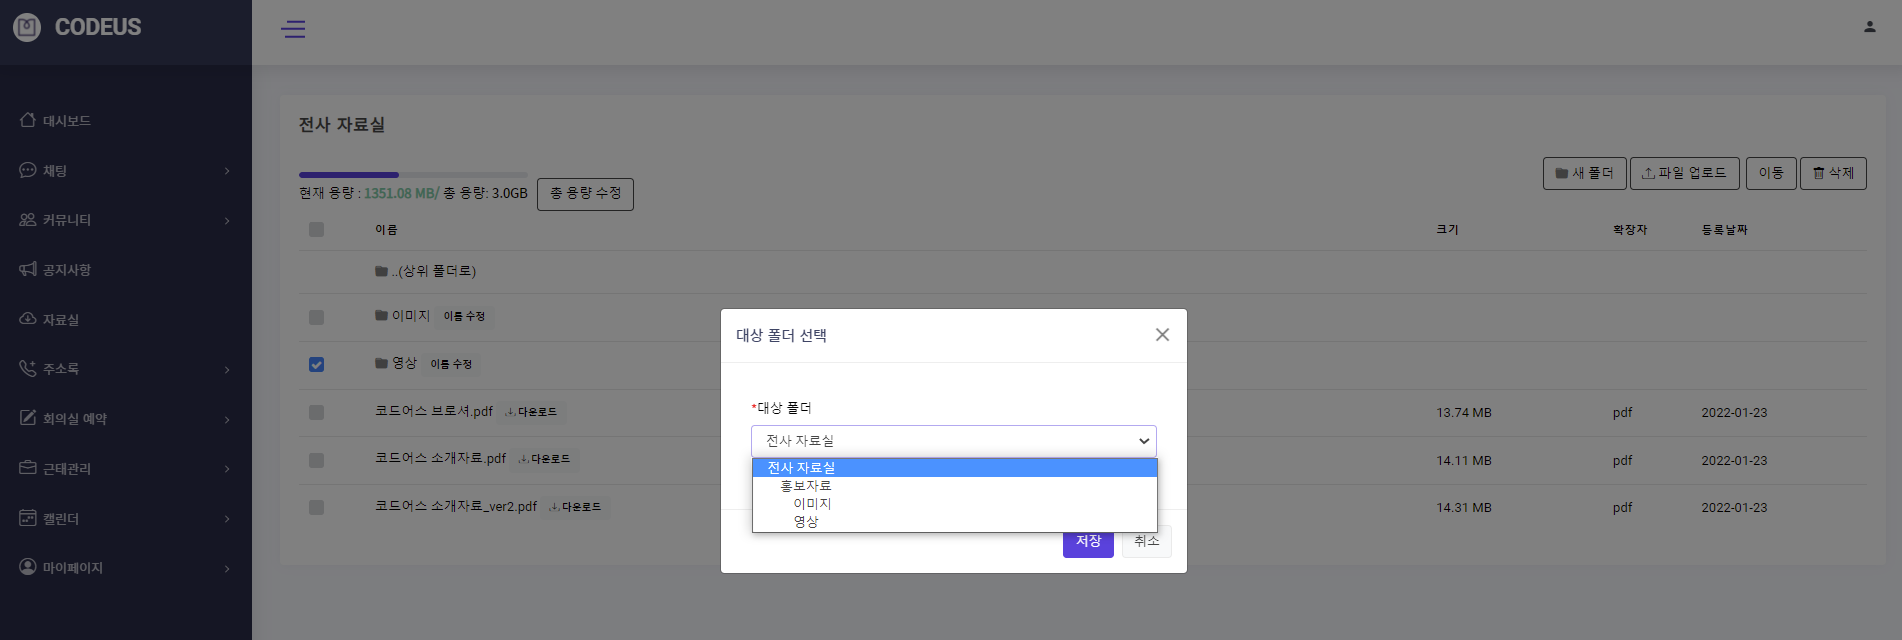 CODEUS
대시보드
채팅
커뮤니티
공지사항
자료실
주소록
회의실 예약
근태관리
캘린더
마이페이지
전사 자료실
현재 용량 : 1351.08 MB/ 총 용량: 3.0GB 총 용량 수정
새 폴더 파일 업로드 이동 삭제
이름 크기 확장자 등록날짜
..(상위 폴더로)
이미지 이름 수정
영상 이름 수정
코드어스 브로셔.pdf 다운로드 13.74 MB pdf 2022-01-23
코드어스 소개자료.pdf 다운로드 14.11 MB pdf 2022-01-23
코드어스 소개자료_ver2.pdf 다운로드 14.31 MB pdf 2022-01-23
대상 폴더 선택
*대상 폴더
전사 자료실
전사 자료실
홍보자료
이미지
영상
저장 취소